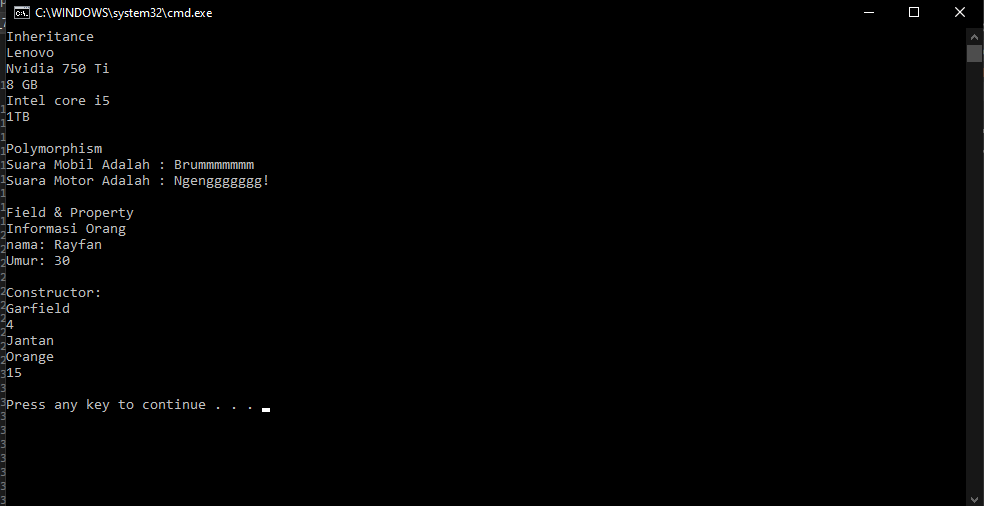 C:\WINDOWS\system32\cmd.exe
Inheritance
Lenovo
Nvidia 750 Ti
8 GB
Intel core i5
1TB
Polymorphism
Suara Mobil Adalah : Brummmmmmm
Suara Motor Adalah : Ngenggggggg!
Field & Property
Informasi Orang
nama: Rayfan
Umur: 30
Constructor:
Garfield
4
Jantan
Orange
15
Press any key to continue . . .